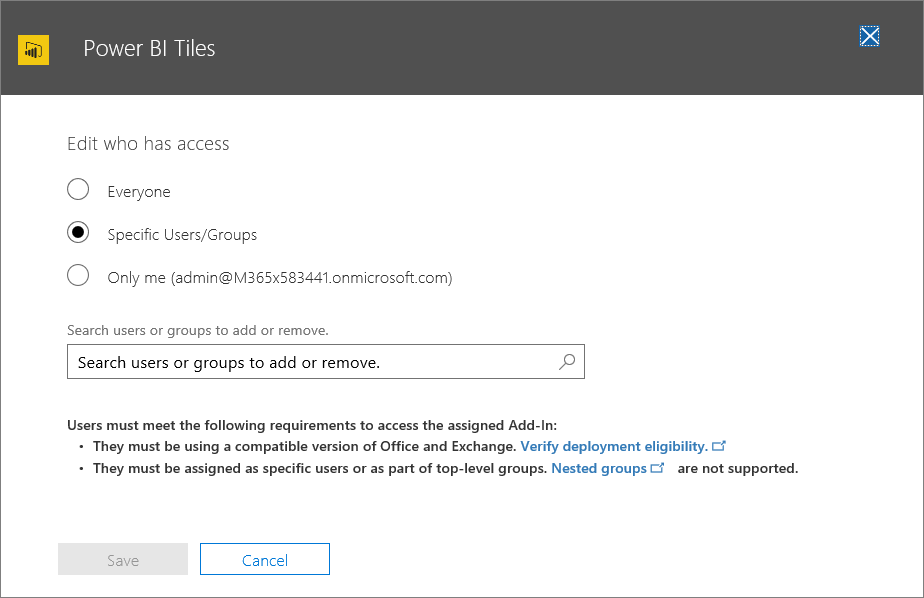 Power BI Tiles
Edit who has access
Everyone
Specific Users/Groups
Only me (admin@M365x583441.onmicrosoft.com)
Search users or groups to add or remove.
Search users or groups to add or remove.
Users must meet the following requirements to access the assigned Add-In:
• They must be using a compatible version of Office and Exchange. Verify deployment eligibility.
• They must be assigned as specific users or as part of top-level groups. Nested groups are not supported.
Save Cancel